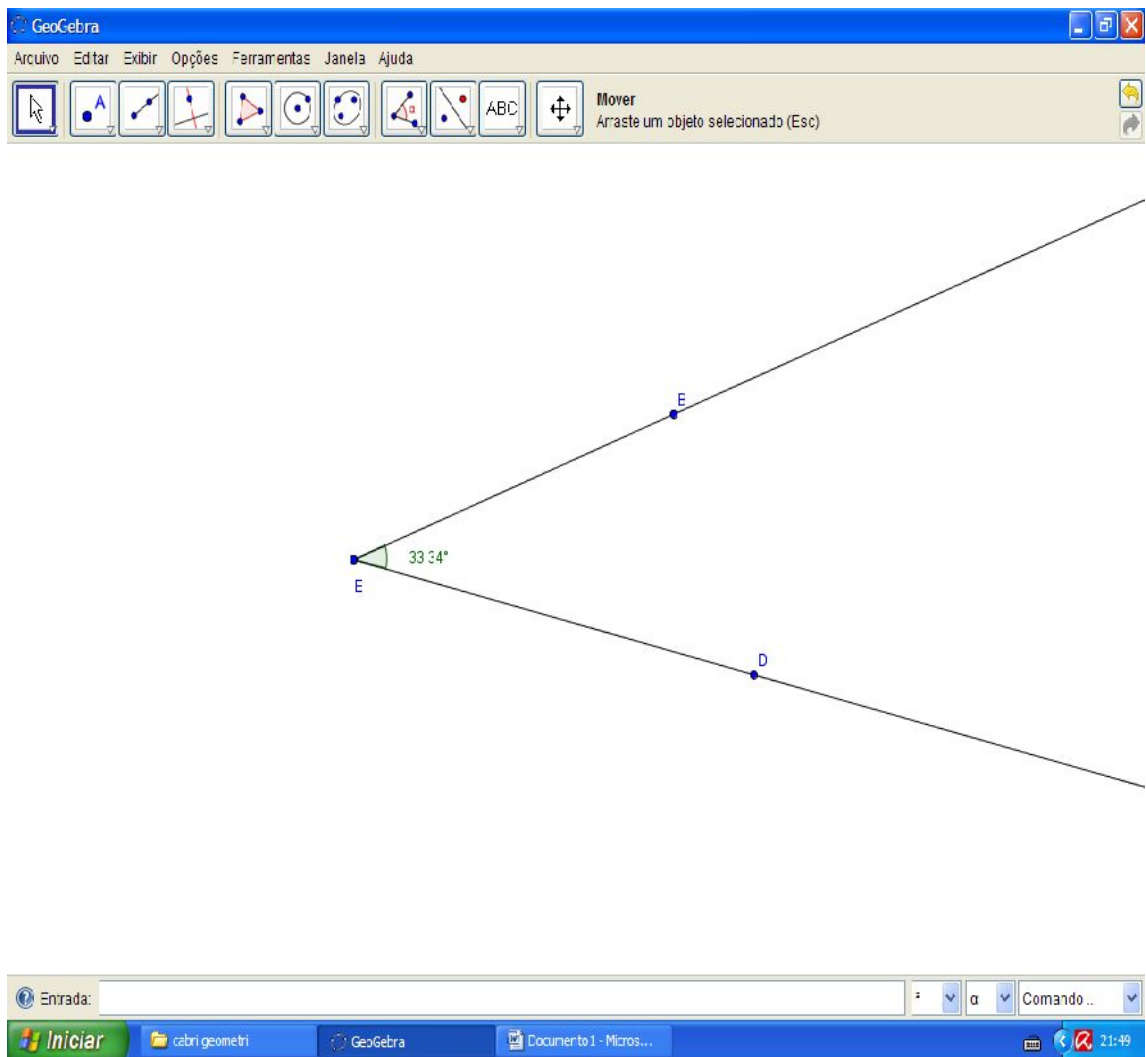 GeoGebra
Arquivo Editar Exibir Opções Ferramentas Janela Ajuda
A
ABC
Mover
Arraste um objeto selecionado (Esc)
E
33 34°
E
D
Entrada:
α
Comando ..
Iniciar
cabri geometri
GeoGebra
Documento 1 - Micros...
21:49